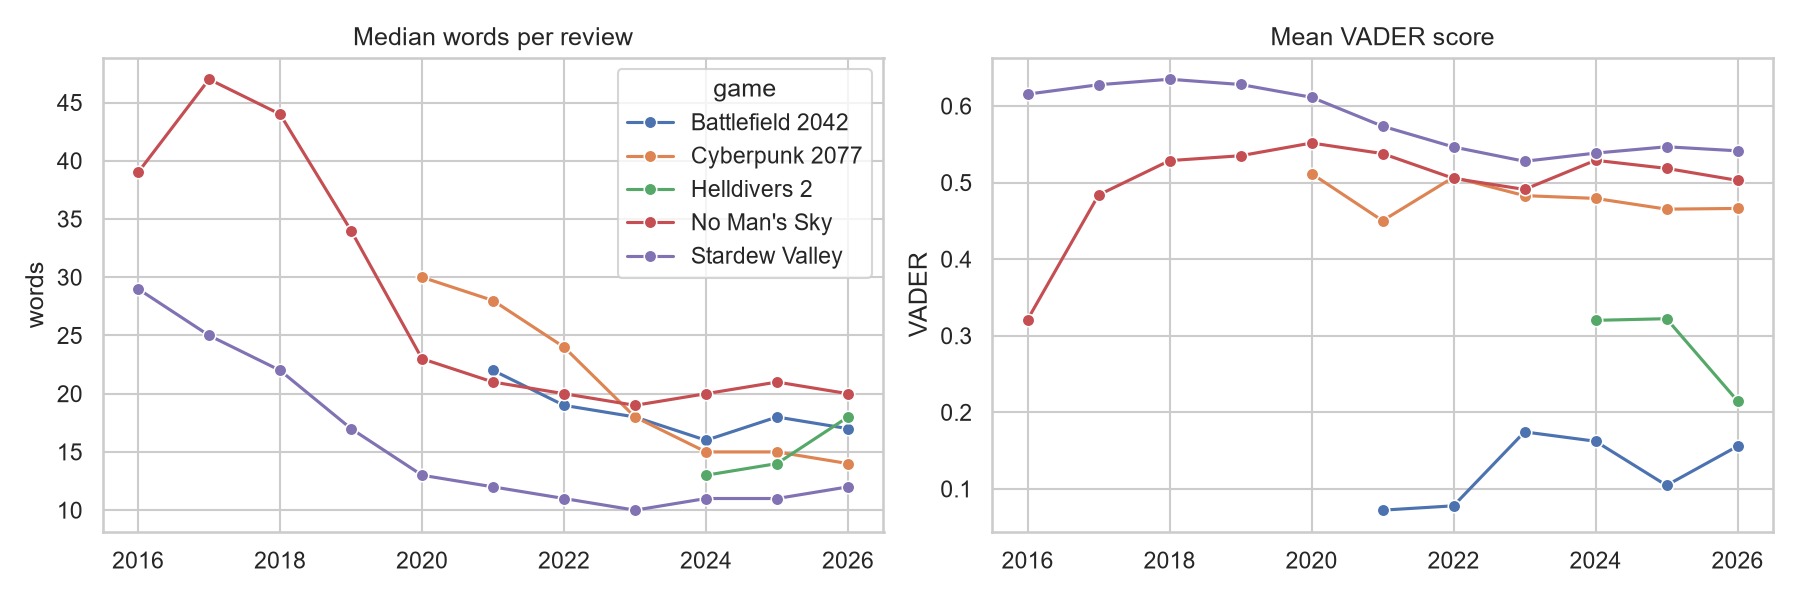 Median words per review
words
45
40
35
30
25
20
15
10
2016 2018 2020 2022 2024 2026
game
Battlefield 2042
Cyberpunk 2077
Helldivers 2
No Man's Sky
Stardew Valley
Mean VADER score
VADER
0.6
0.5
0.4
0.3
0.2
0.1
2016 2018 2020 2022 2024 2026